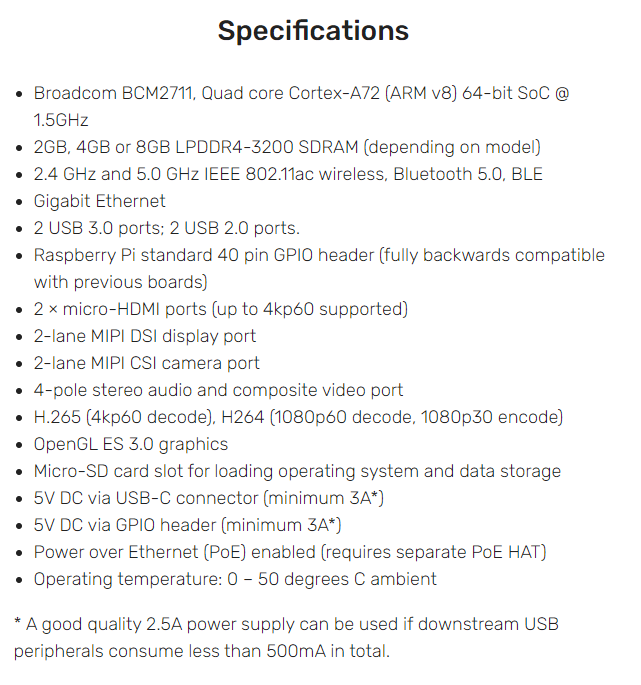 Specifications
• Broadcom BCM2711, Quad core Cortex-A72 (ARM v8) 64-bit SoC @
1.5GHz
• 2GB, 4GB or 8GB LPDDR4-3200 SDRAM (depending on model)
• 2.4 GHz and 5.0 GHz IEEE 802.11ac wireless, Bluetooth 5.0, BLE
• Gigabit Ethernet
• 2 USB 3.0 ports; 2 USB 2.0 ports.
• Raspberry Pi standard 40 pin GPIO header (fully backwards compatible
with previous boards)
• 2 × micro-HDMI ports (up to 4kp60 supported)
• 2-lane MIPI DSI display port
• 2-lane MIPI CSI camera port
• 4-pole stereo audio and composite video port
• H.265 (4kp60 decode), H264 (1080p60 decode, 1080p30 encode)
• OpenGL ES 3.0 graphics
• Micro-SD card slot for loading operating system and data storage
• 5V DC via USB-C connector (minimum 3A*)
• 5V DC via GPIO header (minimum 3A*)
• Power over Ethernet (PoE) enabled (requires separate PoE HAT)
• Operating temperature: 0 – 50 degrees C ambient
* A good quality 2.5A power supply can be used if downstream USB
peripherals consume less than 500mA in total.